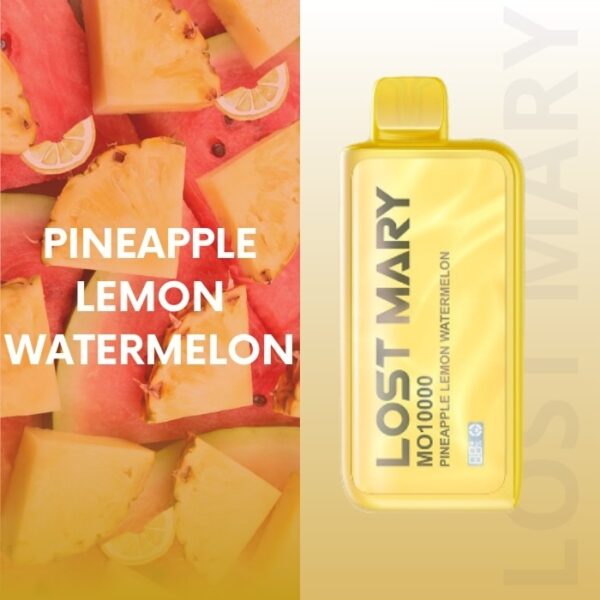 PINEAPPLE
LEMON
WATERMELON
LOST MARY
MO10000
PINEAPPLE LEMON WATERMELON
LOST MARY